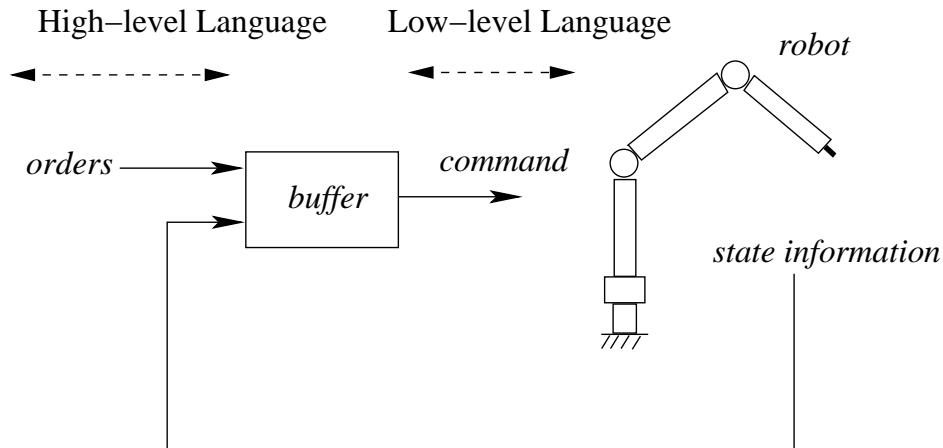 High−level Language
Low−level Language
robot
orders
command
buffer
state information